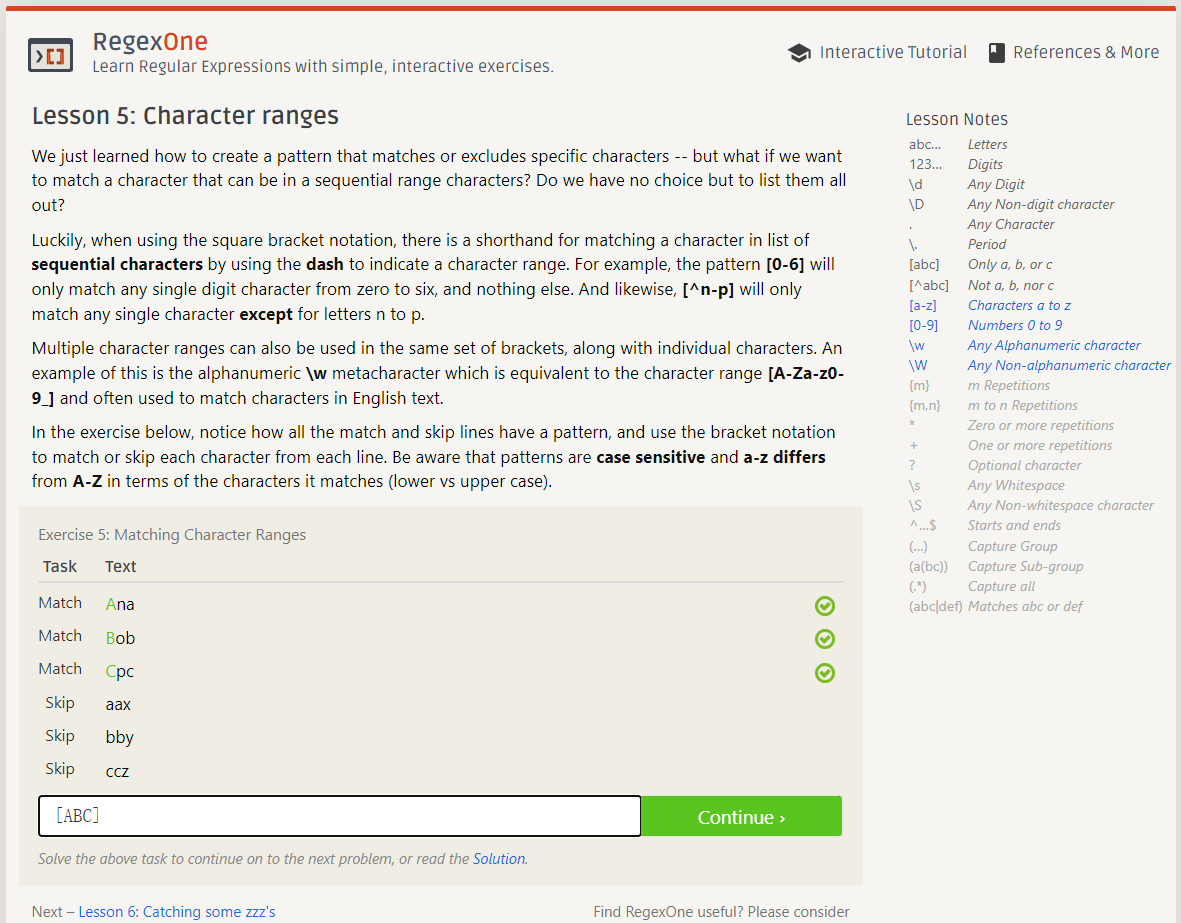 RegexOne
Learn Regular Expressions with simple, interactive exercises.
Interactive Tutorial
References & More
Lesson 5: Character ranges
We just learned how to create a pattern that matches or excludes specific characters -- but what if we want
to match a character that can be in a sequential range characters? Do we have no choice but to list them all
out?
Luckily, when using the square bracket notation, there is a shorthand for matching a character in list of
sequential characters by using the dash to indicate a character range. For example, the pattern [0-6] will
only match any single digit character from zero to six, and nothing else. And likewise, [^n-p] will only
match any single character except for letters n to p.
Multiple character ranges can also be used in the same set of brackets, along with individual characters. An
example of this is the alphanumeric \w metacharacter which is equivalent to the character range [A-Za-z0-
9_] and often used to match characters in English text.
In the exercise below, notice how all the match and skip lines have a pattern, and use the bracket notation
to match or skip each character from each line. Be aware that patterns are case sensitive and a-z differs
from A-Z in terms of the characters it matches (lower vs upper case).
Exercise 5: Matching Character Ranges
Task Text
Match Ana
Match Bob
Match Cpc
Skip aax
Skip bby
Skip ccz
[ABC]
Continue ›
Solve the above task to continue on to the next problem, or read the Solution.
Next – Lesson 6: Catching some zzz's
Find RegexOne useful? Please consider
Lesson Notes
abc... Letters
123... Digits
\d Any Digit
\D Any Non-digit character
. Any Character
\. Period
[abc] Only a, b, or c
[^abc] Not a, b, nor c
[a-z] Characters a to z
[0-9] Numbers 0 to 9
\w Any Alphanumeric character
\W Any Non-alphanumeric character
{m} m Repetitions
{m,n} m to n Repetitions
* Zero or more repetitions
+ One or more repetitions
? Optional character
\s Any Whitespace
\S Any Non-whitespace character
^...$ Starts and ends
(...) Capture Group
(a(bc)) Capture Sub-group
(.*) Capture all
(abc|def) Matches abc or def